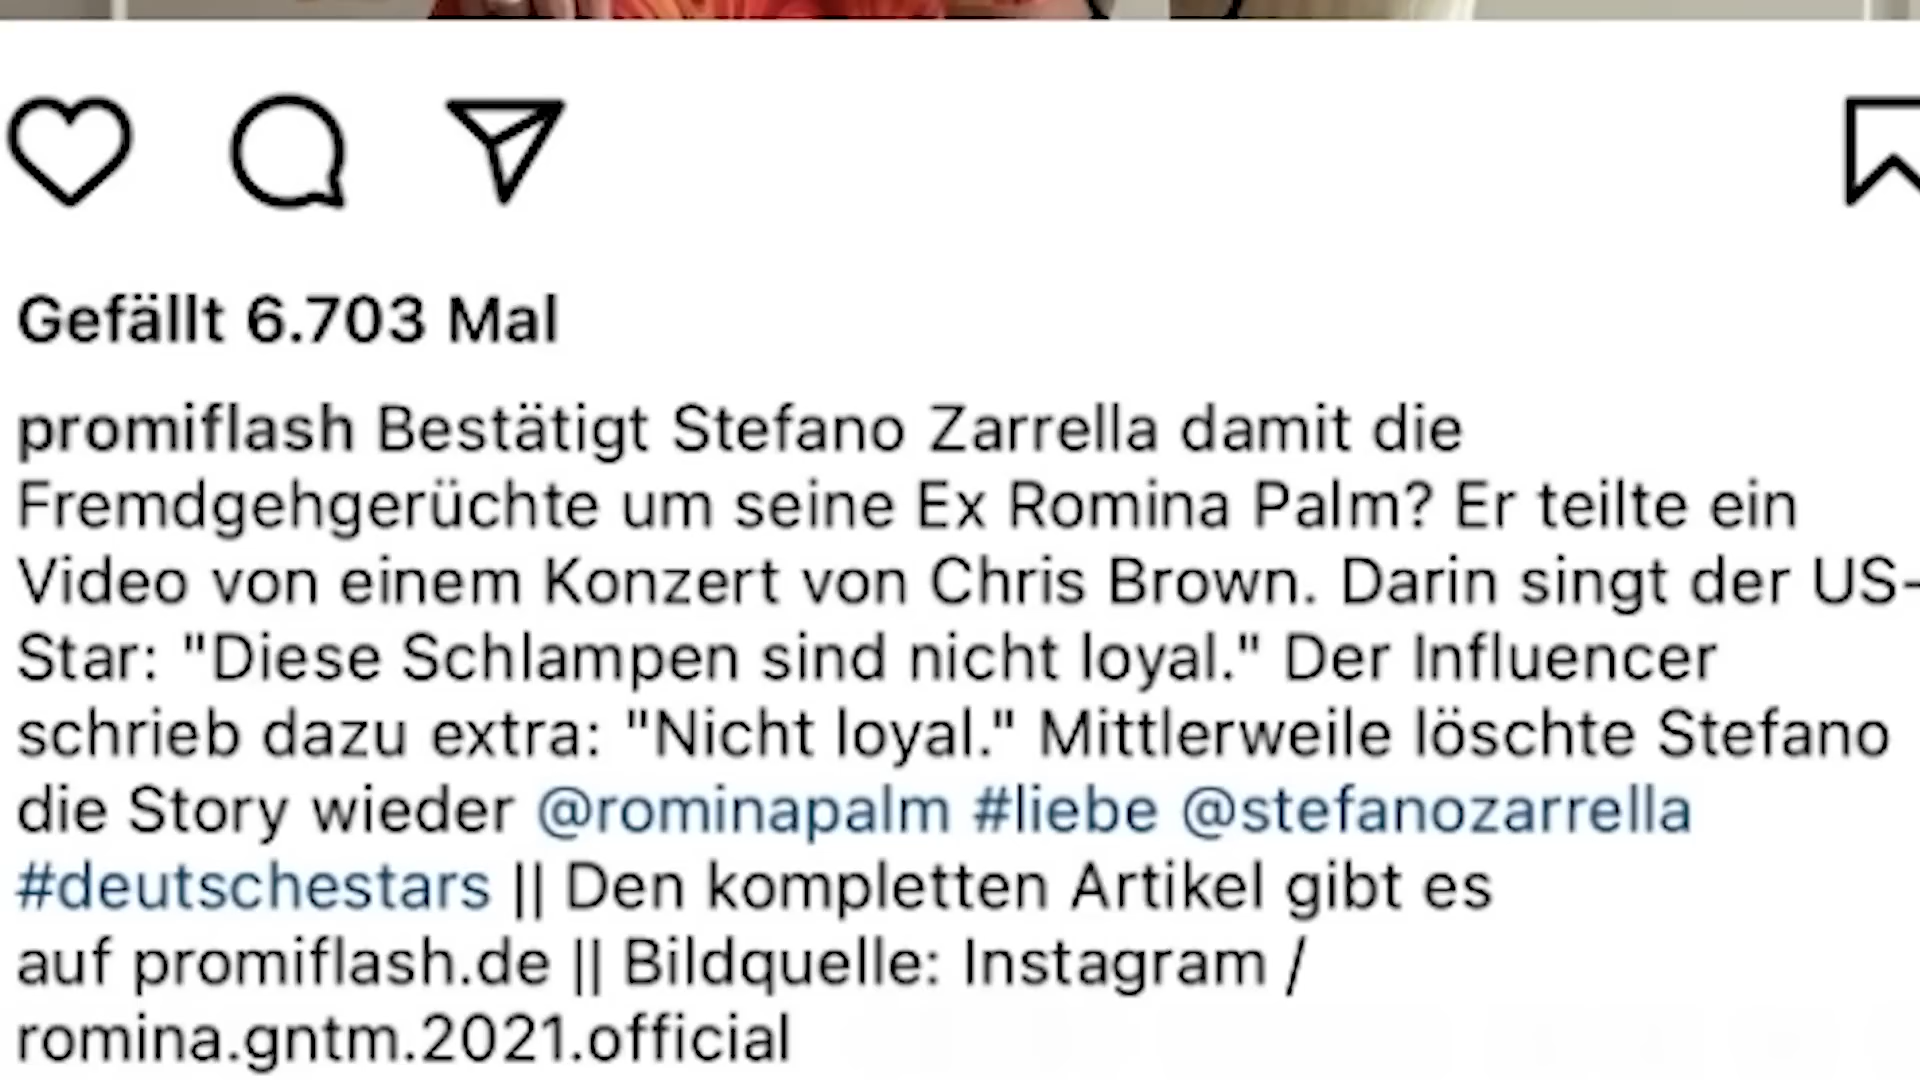 Gefällt 6.703 Mal
promiflash Bestätigt Stefano Zarrella damit die
Fremdgehgerüchte um seine Ex Romina Palm? Er teilte ein
Video von einem Konzert von Chris Brown. Darin singt der US-
Star: "Diese Schlampen sind nicht loyal." Der Influencer
schrieb dazu extra: "Nicht loyal." Mittlerweile löschte Stefano
die Story wieder @rominapalm #liebe @stefanozarrella
#deutschestars || Den kompletten Artikel gibt es
auf promiflash.de || Bildquelle: Instagram /
romina.gntm.2021.official